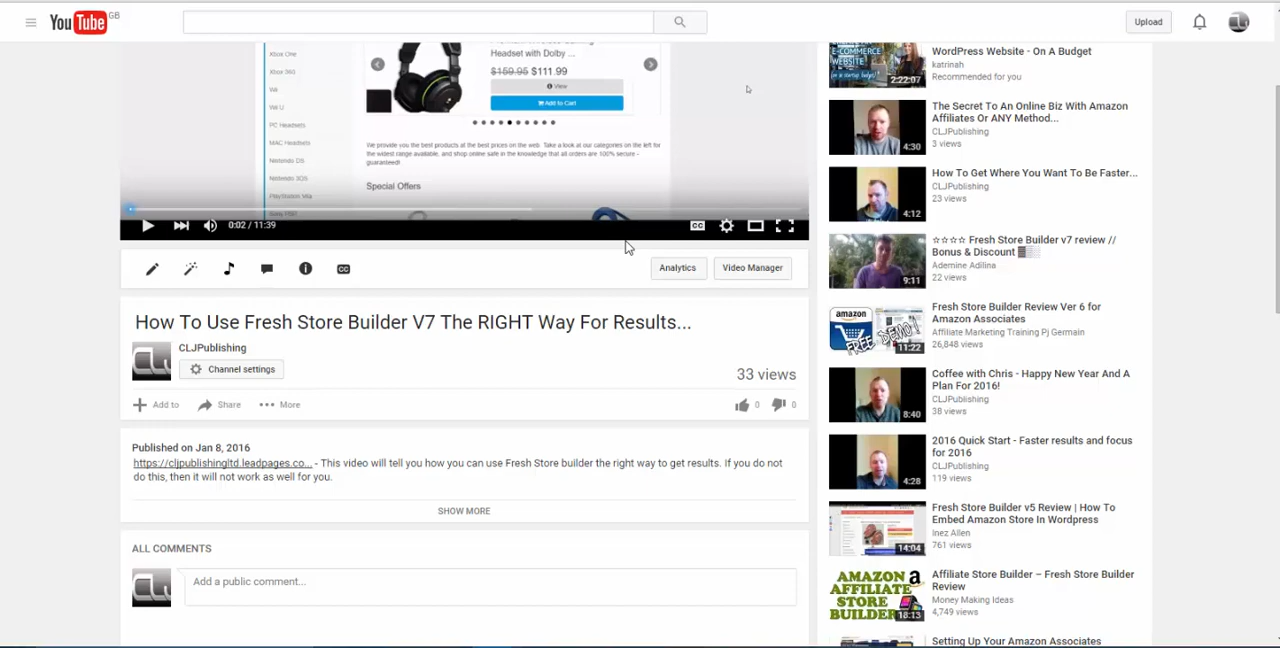 YouTube GB
Upload
Xbox One
Xbox 360
Wii
Wii U
PC Headsets
MAC Headsets
Nintendo DS
Nintendo 3DS
PlayStation Vita
Headset with Dolby ...
$159.95 $111.99
View
Add to Cart
We provide you the best products at the best prices on the web. Take a look at our categories on the left for
the widest range available, and shop online safe in the knowledge that all orders are 100% secure -
guaranteed!
Special Offers
0:02 / 11:39
CC
CC
Analytics
Video Manager
How To Use Fresh Store Builder V7 The RIGHT Way For Results...
CLJPublishing
Channel settings
33 views
Add to
Share
More
0
0
Published on Jan 8, 2016
https://cljpublishingltd.leadpages.co... - This video will tell you how you can use Fresh Store builder the right way to get results. If you do not
do this, then it will not work as well for you.
SHOW MORE
ALL COMMENTS
Add a public comment...
E-COMMERCE
WEBSITE
(on a startup budget)
2:22:07
WordPress Website - On A Budget
katrinah
Recommended for you
4:30
The Secret To An Online Biz With Amazon
Affiliates Or ANY Method...
CLJPublishing
3 views
4:12
How To Get Where You Want To Be Faster...
CLJPublishing
23 views
9:11
☆☆☆☆ Fresh Store Builder v7 review //
Bonus & Discount
Ademine Adilina
22 views
amazon
FREE DEMO!
11:22
Fresh Store Builder Review Ver 6 for
Amazon Associates
Affiliate Marketing Training Pj Germain
26,848 views
8:40
Coffee with Chris - Happy New Year And A
Plan For 2016!
CLJPublishing
38 views
4:28
2016 Quick Start - Faster results and focus
for 2016
CLJPublishing
119 views
14:04
Fresh Store Builder v5 Review | How To
Embed Amazon Store In Wordpress
Inez Allen
761 views
AMAZON
AFFILIATE
STORE
BUILDER
18:13
Affiliate Store Builder – Fresh Store Builder
Review
Money Making Ideas
4,749 views
Setting Up Your Amazon Associates